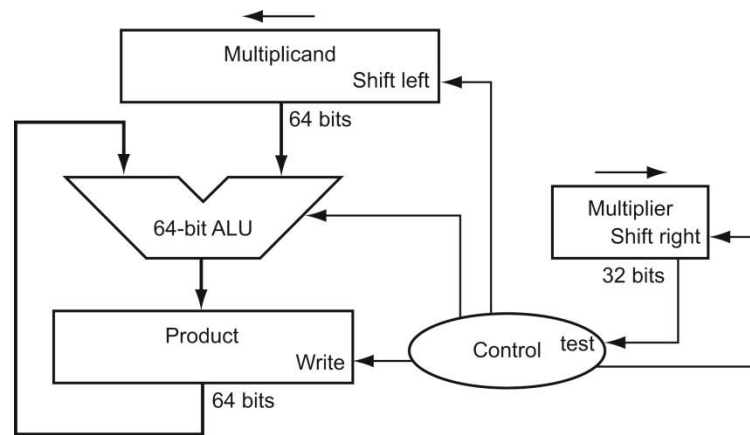 Multiplicand
Shift left
64 bits
64-bit ALU
Multiplier
Shift right
32 bits
Product
Write
Control
test
64 bits